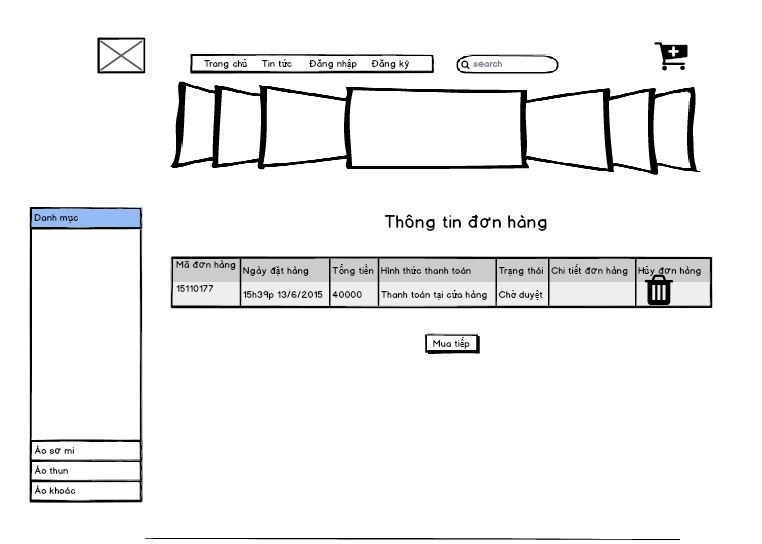 Trang chủ Tin tức Đăng nhập Đăng ký
search
Danh mục
Thông tin đơn hàng
Mã đơn hàng Ngày đặt hàng Tổng tiền Hình thức thanh toán Trạng thái Chi tiết đơn hàng Hủy đơn hàng
15110177 15h39p 13/6/2015 40000 Thanh toán tại cửa hàng Chờ duyệt
Mua tiếp
Áo sơ mi
Áo thun
Áo khoác